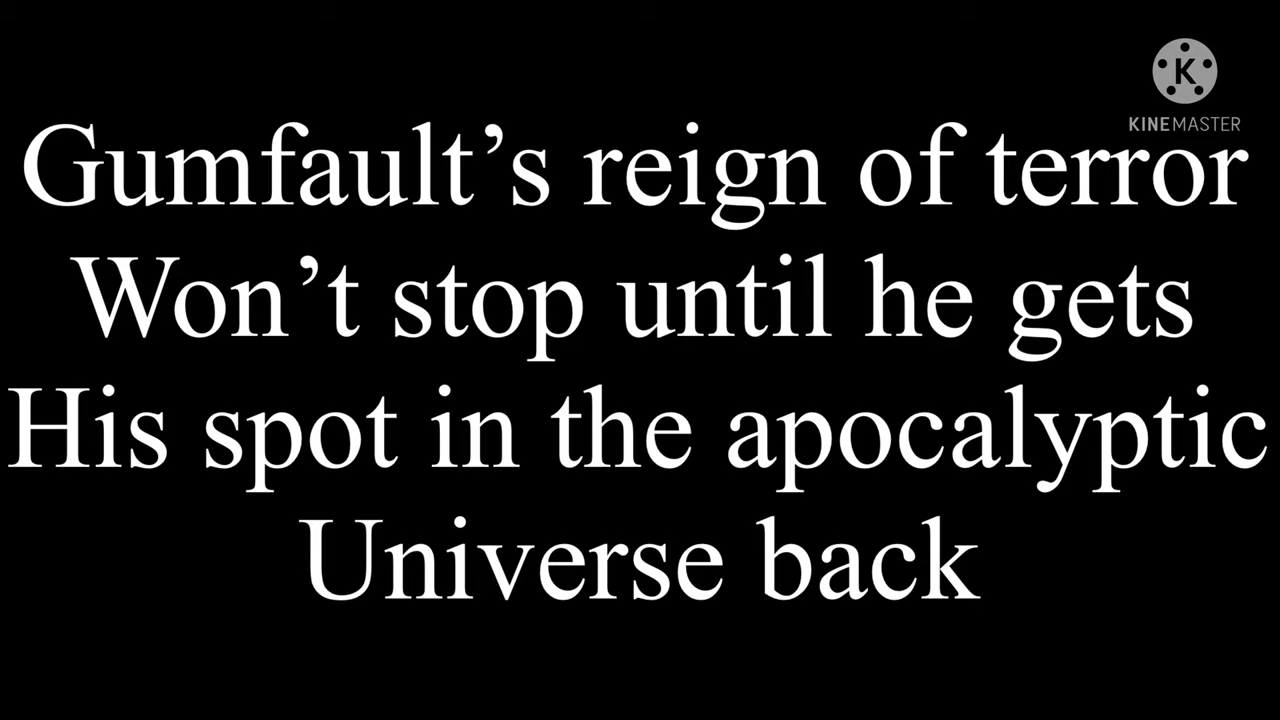 K
KINEMASTER
Gumfault’s reign of terror
Won’t stop until he gets
His spot in the apocalyptic
Universe back